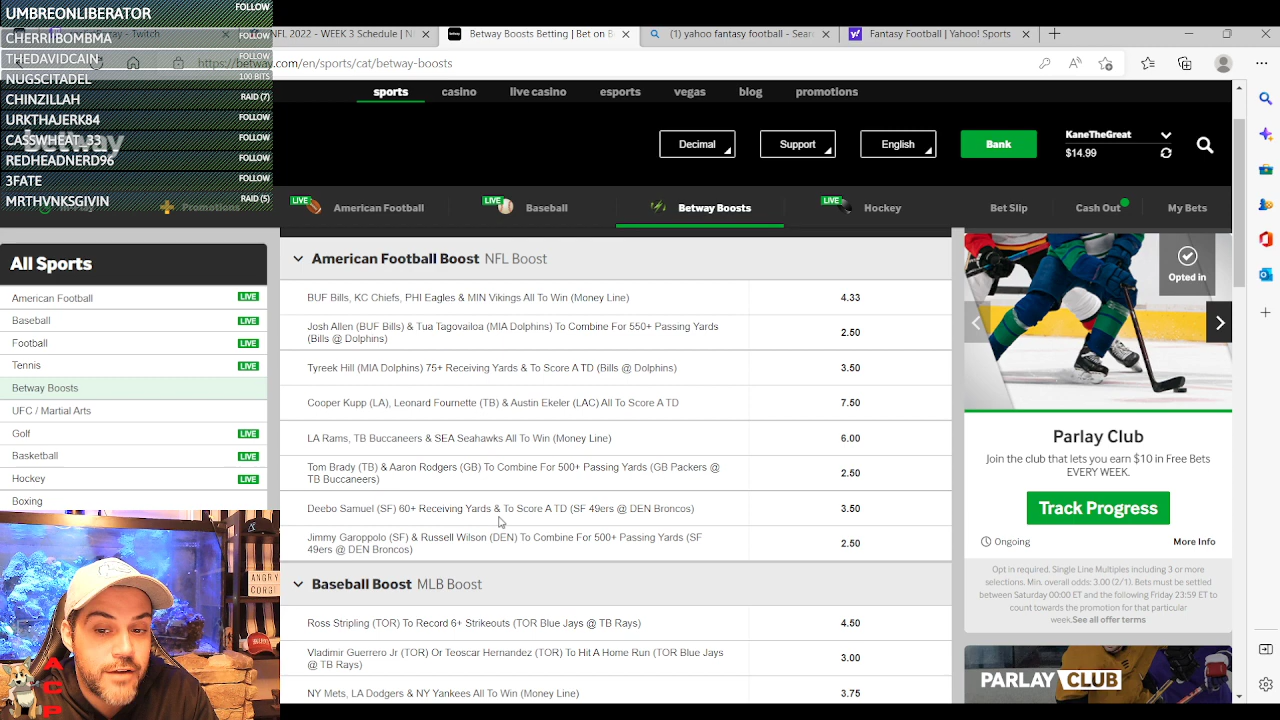 UMBREONLIBERATOR FOLLOW
CHERRIIBOMBMA FOLLOW
THEDAVIDCAIN FOLLOW
NUGSCITADEL 100 BITS
CHINZILLAH RAID (7)
URKTHAJERK84 FOLLOW
CASSWHEAT_33 FOLLOW
REDHEADNERD96 FOLLOW
3FATE FOLLOW
MRTHVNKSGIVIN RAID (5)
Twitch
NFL 2022 - WEEK 3 Schedule | N
Betway Boosts Betting | Bet on B
(1) yahoo fantasy football - Sear
Fantasy Football | Yahoo! Sports
https://betway.com/en/sports/cat/betway-boosts
sports casino live casino esports vegas blog promotions
betway
Decimal Support English Bank
KaneTheGreat
$14.99
Promotions
LIVE American Football
LIVE Baseball
Betway Boosts
LIVE Hockey
Bet Slip Cash Out My Bets
All Sports
American Football LIVE
Baseball LIVE
Football LIVE
Tennis LIVE
Betway Boosts
UFC / Martial Arts
Golf LIVE
Basketball LIVE
Hockey LIVE
Boxing
American Football Boost NFL Boost
BUF Bills, KC Chiefs, PHI Eagles & MIN Vikings All To Win (Money Line) 4.33
Josh Allen (BUF Bills) & Tua Tagovailoa (MIA Dolphins) To Combine For 550+ Passing Yards
(Bills @ Dolphins) 2.50
Tyreek Hill (MIA Dolphins) 75+ Receiving Yards & To Score A TD (Bills @ Dolphins) 3.50
Cooper Kupp (LA), Leonard Fournette (TB) & Austin Ekeler (LAC) All To Score A TD 7.50
LA Rams, TB Buccaneers & SEA Seahawks All To Win (Money Line) 6.00
Tom Brady (TB) & Aaron Rodgers (GB) To Combine For 500+ Passing Yards (GB Packers @
TB Buccaneers) 2.50
Deebo Samuel (SF) 60+ Receiving Yards & To Score A TD (SF 49ers @ DEN Broncos) 3.50
Jimmy Garoppolo (SF) & Russell Wilson (DEN) To Combine For 500+ Passing Yards (SF
49ers @ DEN Broncos) 2.50
Baseball Boost MLB Boost
Ross Stripling (TOR) To Record 6+ Strikeouts (TOR Blue Jays @ TB Rays) 4.50
Vladimir Guerrero Jr (TOR) Or Teoscar Hernandez (TOR) To Hit A Home Run (TOR Blue Jays
@ TB Rays) 3.00
NY Mets, LA Dodgers & NY Yankees All To Win (Money Line) 3.75
Opted in
Parlay Club
Join the club that lets you earn $10 in Free Bets
EVERY WEEK.
Track Progress
Ongoing More Info
Opt in required. Single Line Multiples including 3 or more
selections. Min. overall odds: 3.00 (2/1). Bets must be settled
between Saturday 00:00 ET and the following Friday 23:59 ET to
count towards the promotion for that particular
week.See all offer terms
PARLAY CLUB
ANGRY
CORGI
A
C
P